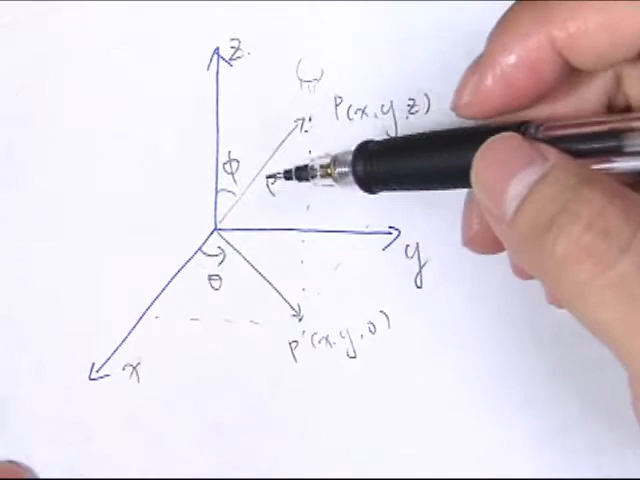 z
P(x, y, z)
ϕ
ρ
y
θ
P'(x, y, 0)
x